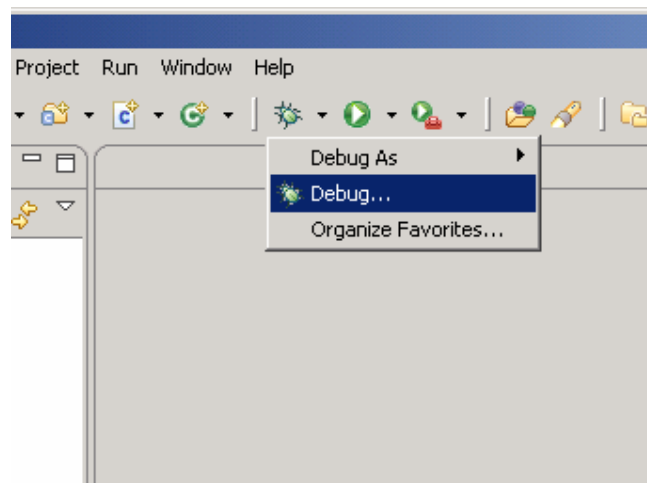 Project Run Window Help
Debug As
Debug...
Organize Favorites...